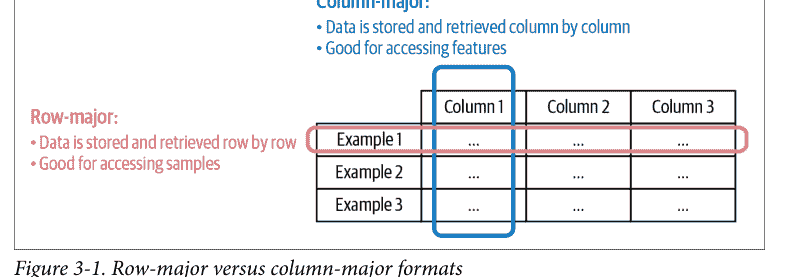 Column-major:
• Data is stored and retrieved column by column
• Good for accessing features
Row-major:
• Data is stored and retrieved row by row
• Good for accessing samples
Column 1 Column 2 Column 3
Example 1 ... ... ...
Example 2 ... ... ...
Example 3 ... ... ...
Figure 3-1. Row-major versus column-major formats